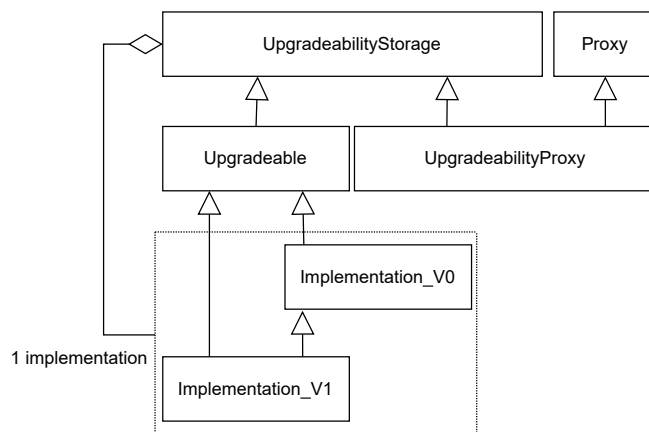 UpgradeabilityStorage
Proxy
Upgradeable
UpgradeabilityProxy
Implementation_V0
1 implementation
Implementation_V1